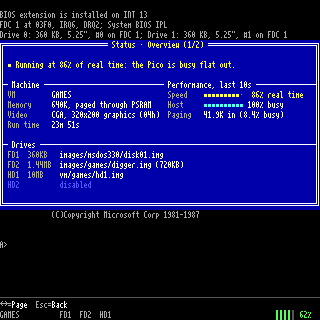 BIOS extension is installed on INT 13
FDC 1 at 03F0, IRQ6, DRQ2; System BIOS IPL
Drive 0: 360 KB, 5.25", #0 on FDC 1; Drive 1: 360 KB, 5.25", #1 on FDC 1
Status - Overview (1/2)
Running at 86% of real time: the Pico is busy flat out.
Machine
VM GAMES
Memory 640K, paged through PSRAM
Video CGA, 320x200 graphics (04h)
Run time 23m 51s
Performance, last 10s
Speed 86% real time
Host 100% busy
Paging 41.9K in (8.4% busy)
Drives
FD1 360KB images/msdos330/disk01.img
FD2 1.44MB images/games/digger.img (720KB)
HD1 10MB vm/games/hd1.img
HD2 disabled
(C)Copyright Microsoft Corp 1981-1987
A>
↔=Page Esc=Back
GAMES FD1 FD2 HD1 62%